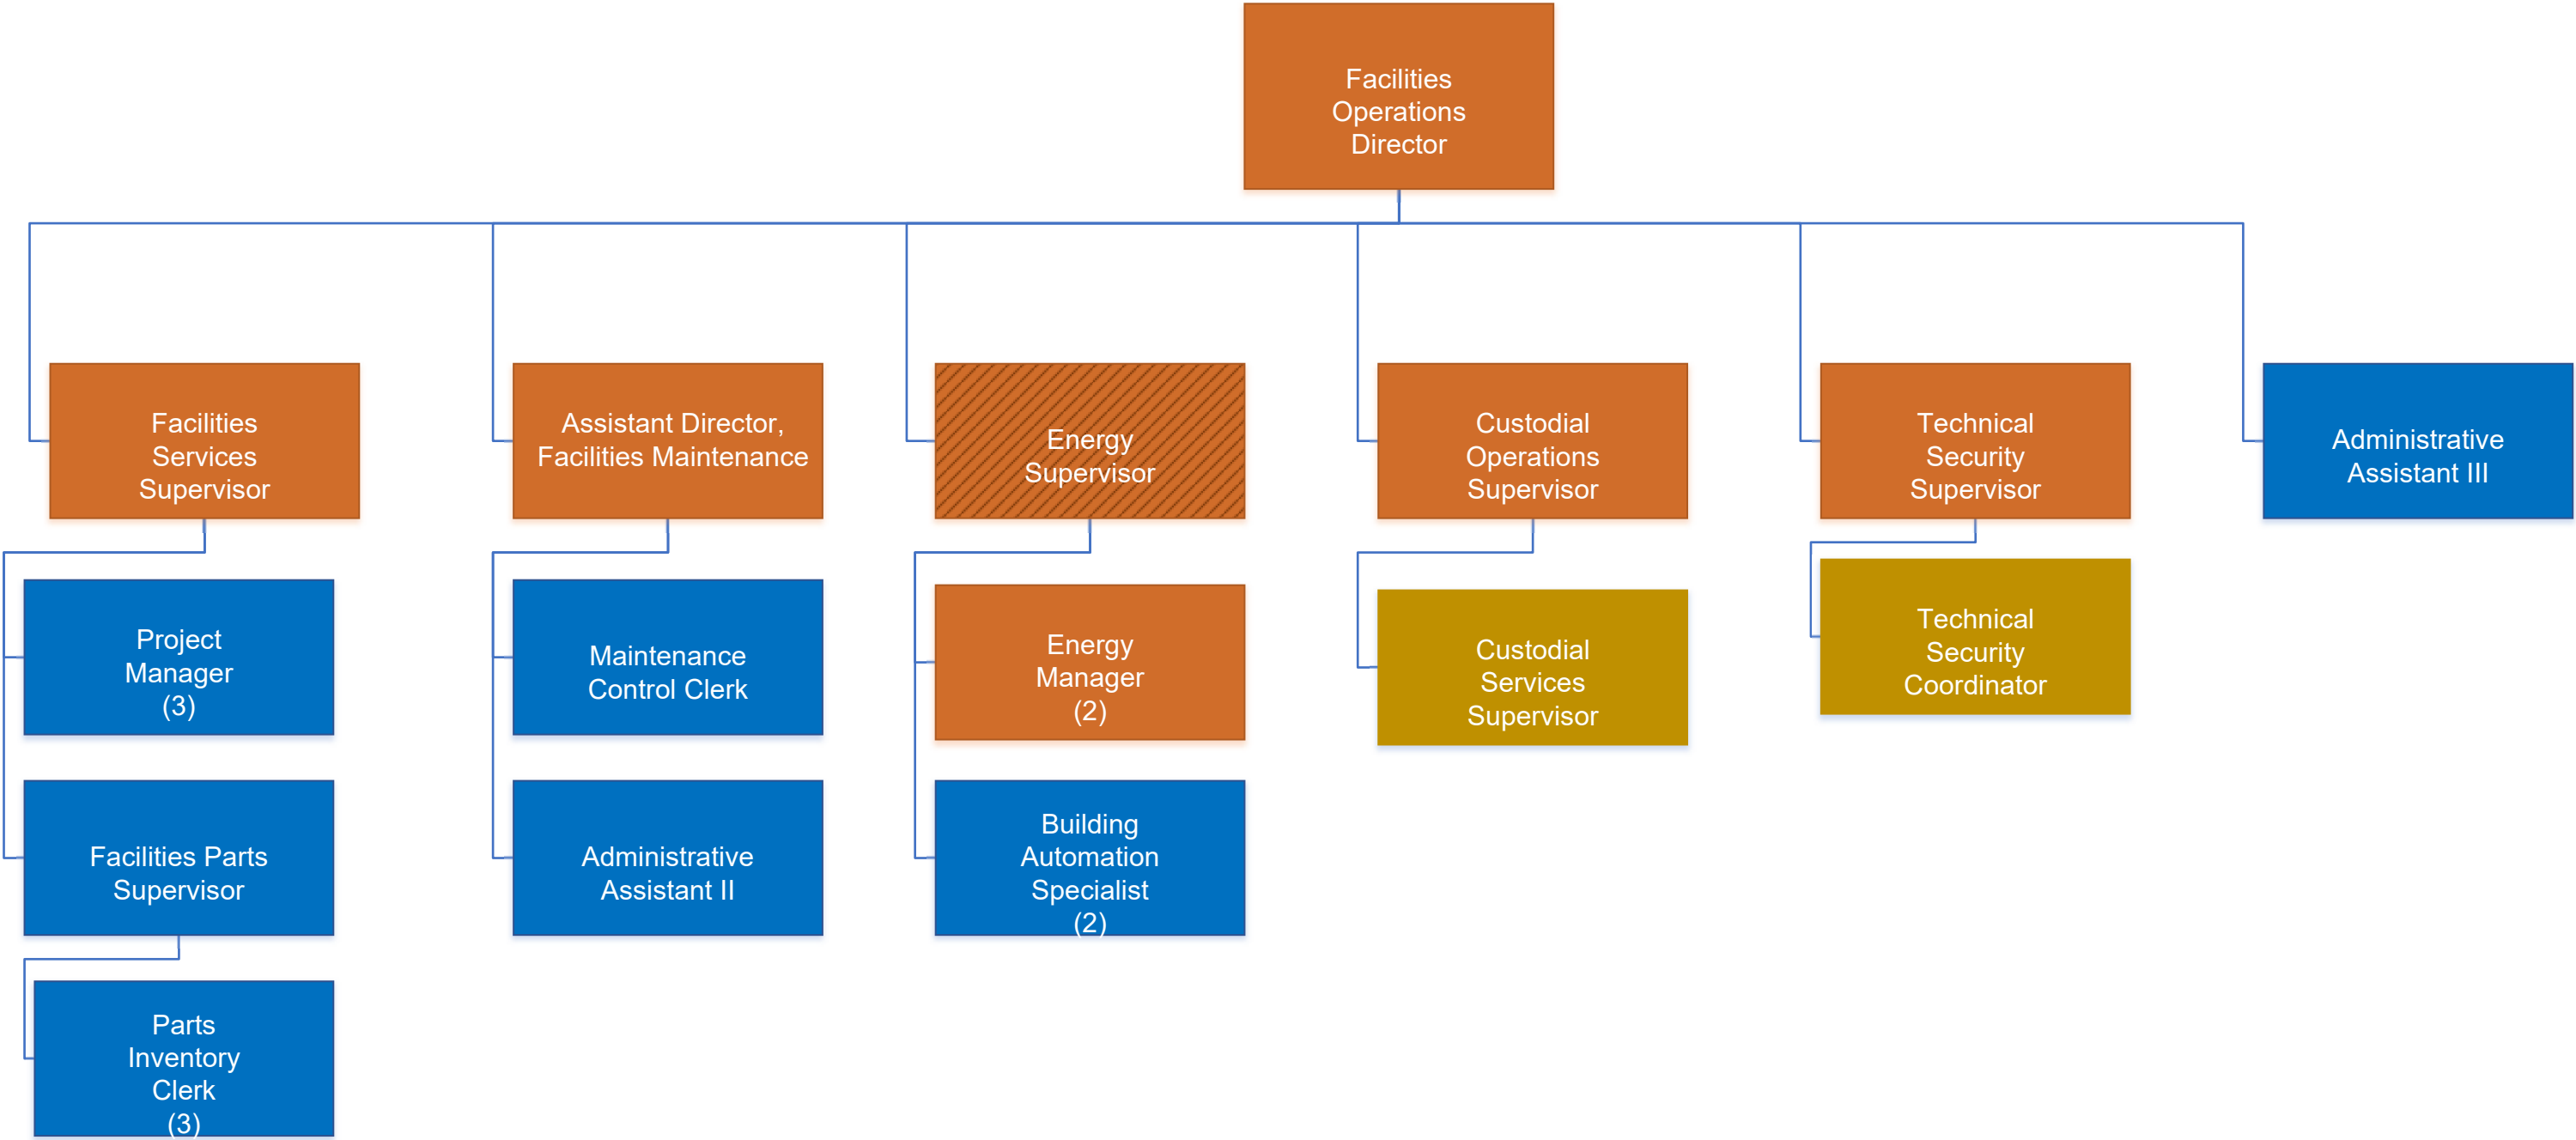 Facilities
Operations
Director
Facilities
Services
Supervisor
Assistant Director,
Facilities Maintenance
Energy
Supervisor
Custodial
Operations
Supervisor
Technical
Security
Supervisor
Administrative
Assistant III
Project
Manager
(3)
Maintenance
Control Clerk
Energy
Manager
(2)
Custodial
Services
Supervisor
Technical
Security
Coordinator
Facilities Parts
Supervisor
Administrative
Assistant II
Building
Automation
Specialist
(2)
Parts
Inventory
Clerk
(3)